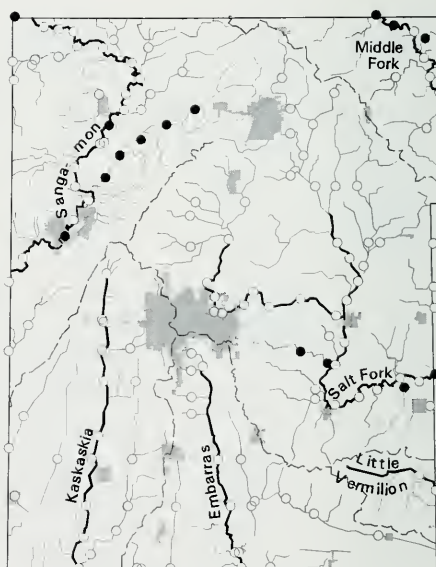 Middle
Fork
Sanga-
mon
Salt Fork
Kaskaskia
Embarras
Little
Vermilion